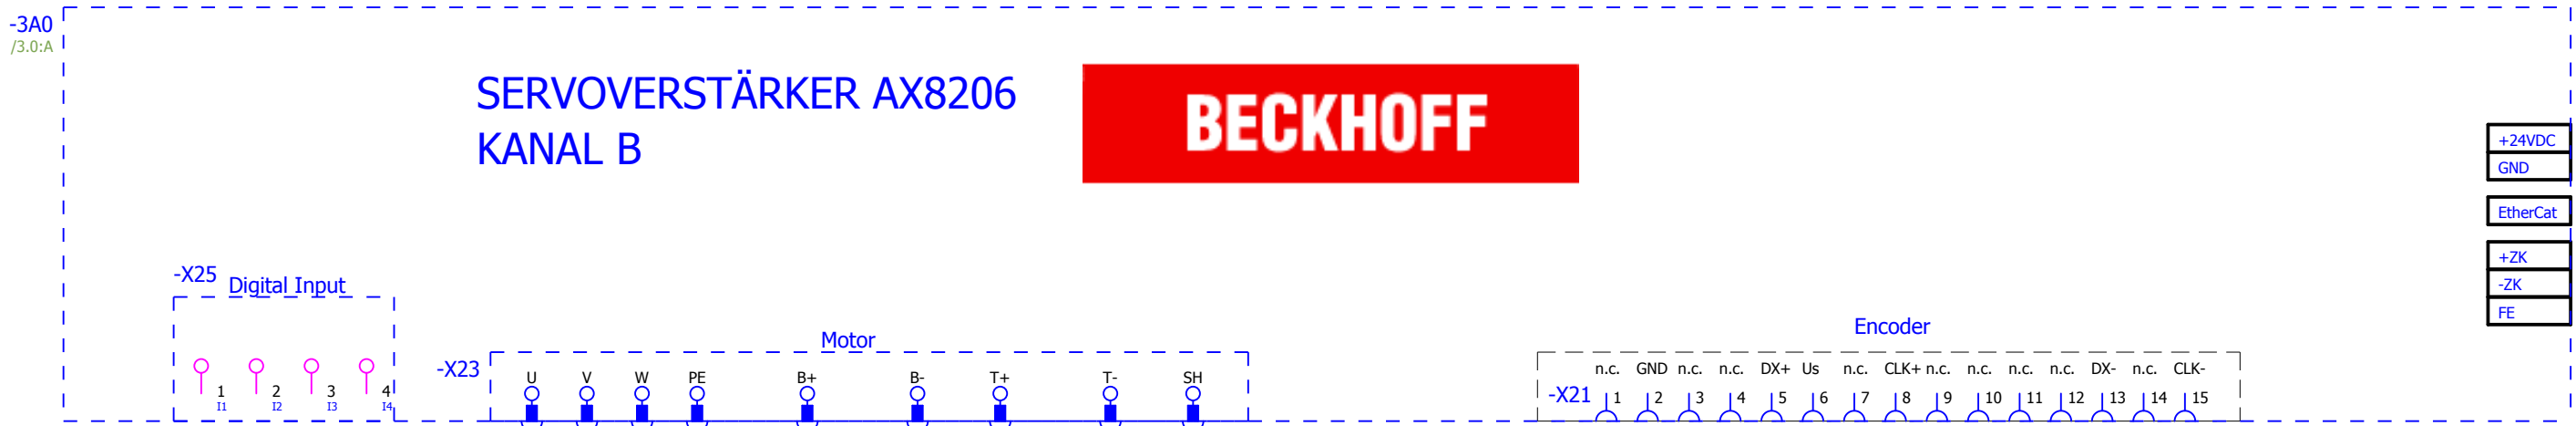 -3A0
/3.0:A
SERVOVERSTÄRKER AX8206
KANAL B
BECKHOFF
+24VDC
GND
EtherCat
+ZK
-ZK
FE
-X25
Digital Input
1 2 3 4
I1 I2 I3 I4
Motor
-X23
U V W PE B+ B- T+ T- SH
Encoder
n.c. GND n.c. n.c. DX+ Us n.c. CLK+ n.c. n.c. n.c. n.c. DX- n.c. CLK-
-X21
1 2 3 4 5 6 7 8 9 10 11 12 13 14 15